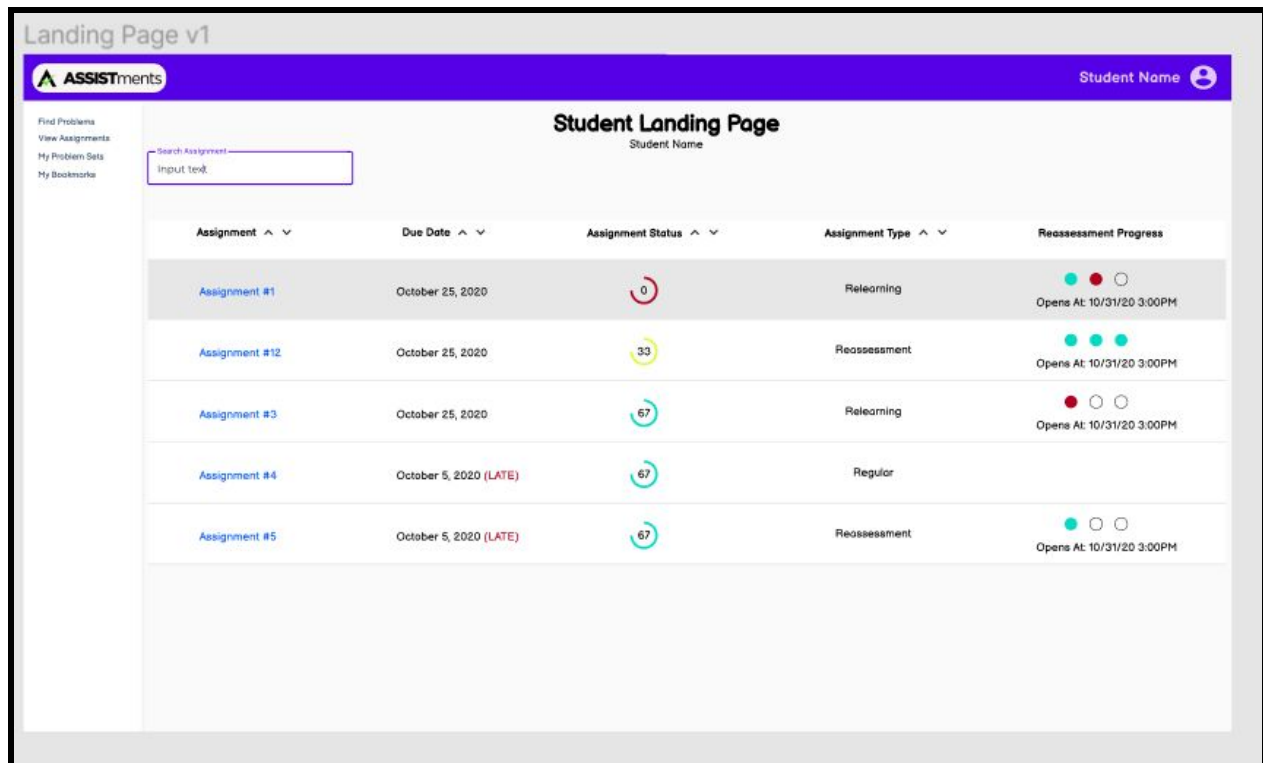 Landing Page v1
ASSISTments
Student Name
Find Problems
View Assignments
My Problem Sets
My Bookmarks
Student Landing Page
Student Name
Search Assignment
Input text
Assignment Due Date Assignment Status Assignment Type Reassessment Progress
Assignment #1 October 25, 2020 0 Relearning
Opens At: 10/31/20 3:00PM
Assignment #12 October 25, 2020 33 Reassessment
Opens At: 10/31/20 3:00PM
Assignment #3 October 25, 2020 67 Relearning
Opens At: 10/31/20 3:00PM
Assignment #4 October 5, 2020 (LATE) 67 Regular
Assignment #5 October 5, 2020 (LATE) 67 Reassessment
Opens At: 10/31/20 3:00PM